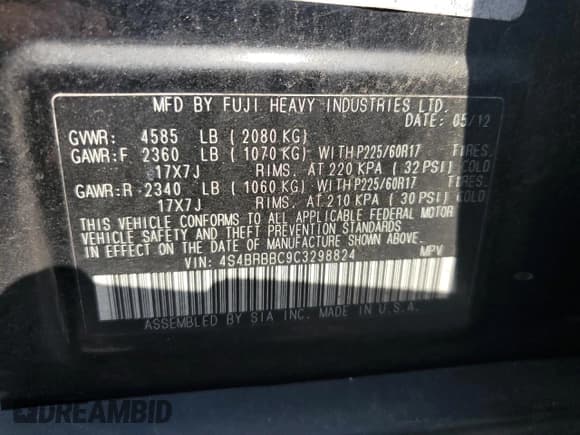 MFD BY FUJI HEAVY INDUSTRIES LTD.
DATE: 05/12
GVWR: 4585 LB (2080 KG)
GAWR:F 2360 LB (1070 KG) WITH P225/60R17 TIRES,
17X7J RIMS, AT 220 KPA (32 PSI) COLD
GAWR:R 2340 LB (1060 KG) WITH P225/60R17 TIRES,
17X7J RIMS, AT 210 KPA (30 PSI) COLD
THIS VEHICLE CONFORMS TO ALL APPLICABLE FEDERAL MOTOR
VEHICLE SAFETY AND THEFT PREVENTION STANDARDS
IN EFFECT ON THE DATE OF MANUFACTURE SHOWN ABOVE.
VIN: 4S4BRBBC9C3298824 MPV
ASSEMBLED BY SIA INC. MADE IN U.S.A.
DREAMBID